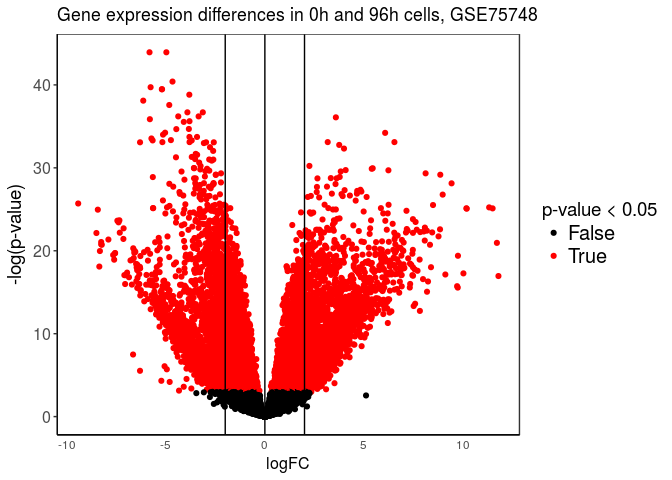 Gene expression differences in 0h and 96h cells, GSE75748
-log(p-value)
40
30
20
10
0
-10 -5 0 5 10
logFC
p-value < 0.05
False
True